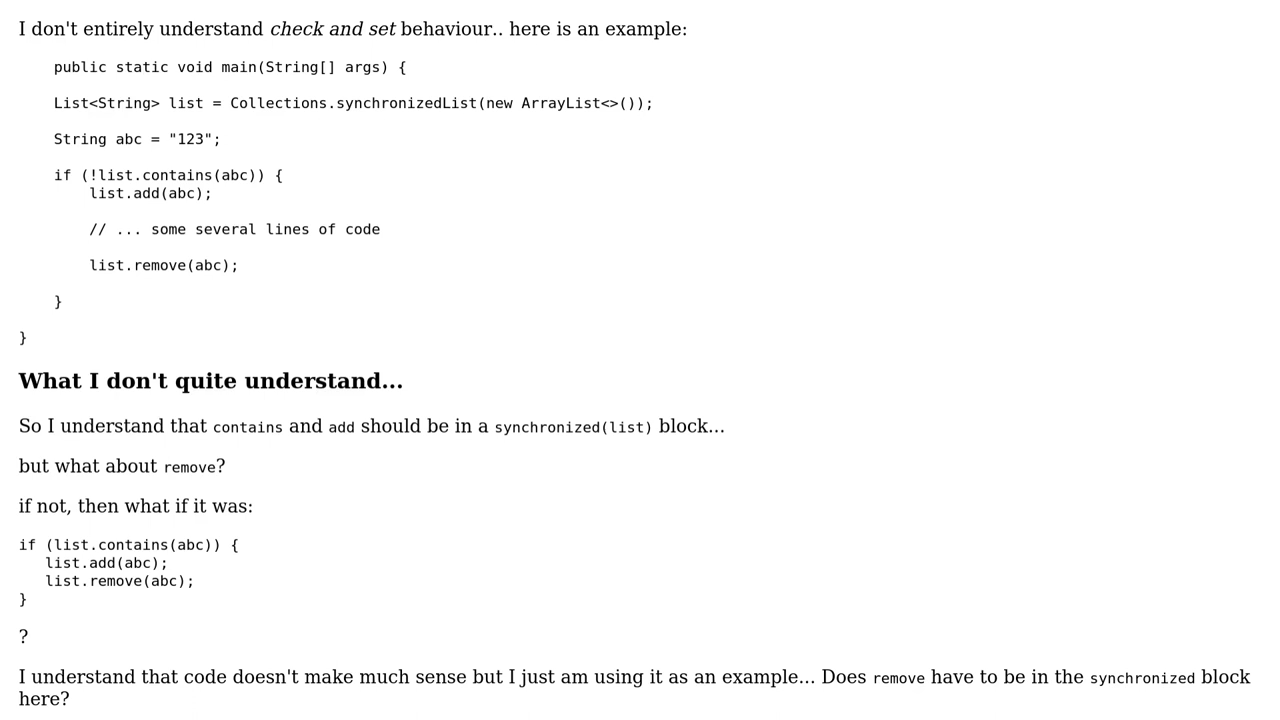 I don't entirely understand check and set behaviour.. here is an example:
public static void main(String[] args) {
List<String> list = Collections.synchronizedList(new ArrayList<>());
String abc = "123";
if (!list.contains(abc)) {
list.add(abc);
// ... some several lines of code
list.remove(abc);
}
}
What I don't quite understand...
So I understand that contains and add should be in a synchronized(list) block...
but what about remove?
if not, then what if it was:
if (list.contains(abc)) {
list.add(abc);
list.remove(abc);
}
?
I understand that code doesn't make much sense but I just am using it as an example... Does remove have to be in the synchronized block
here?